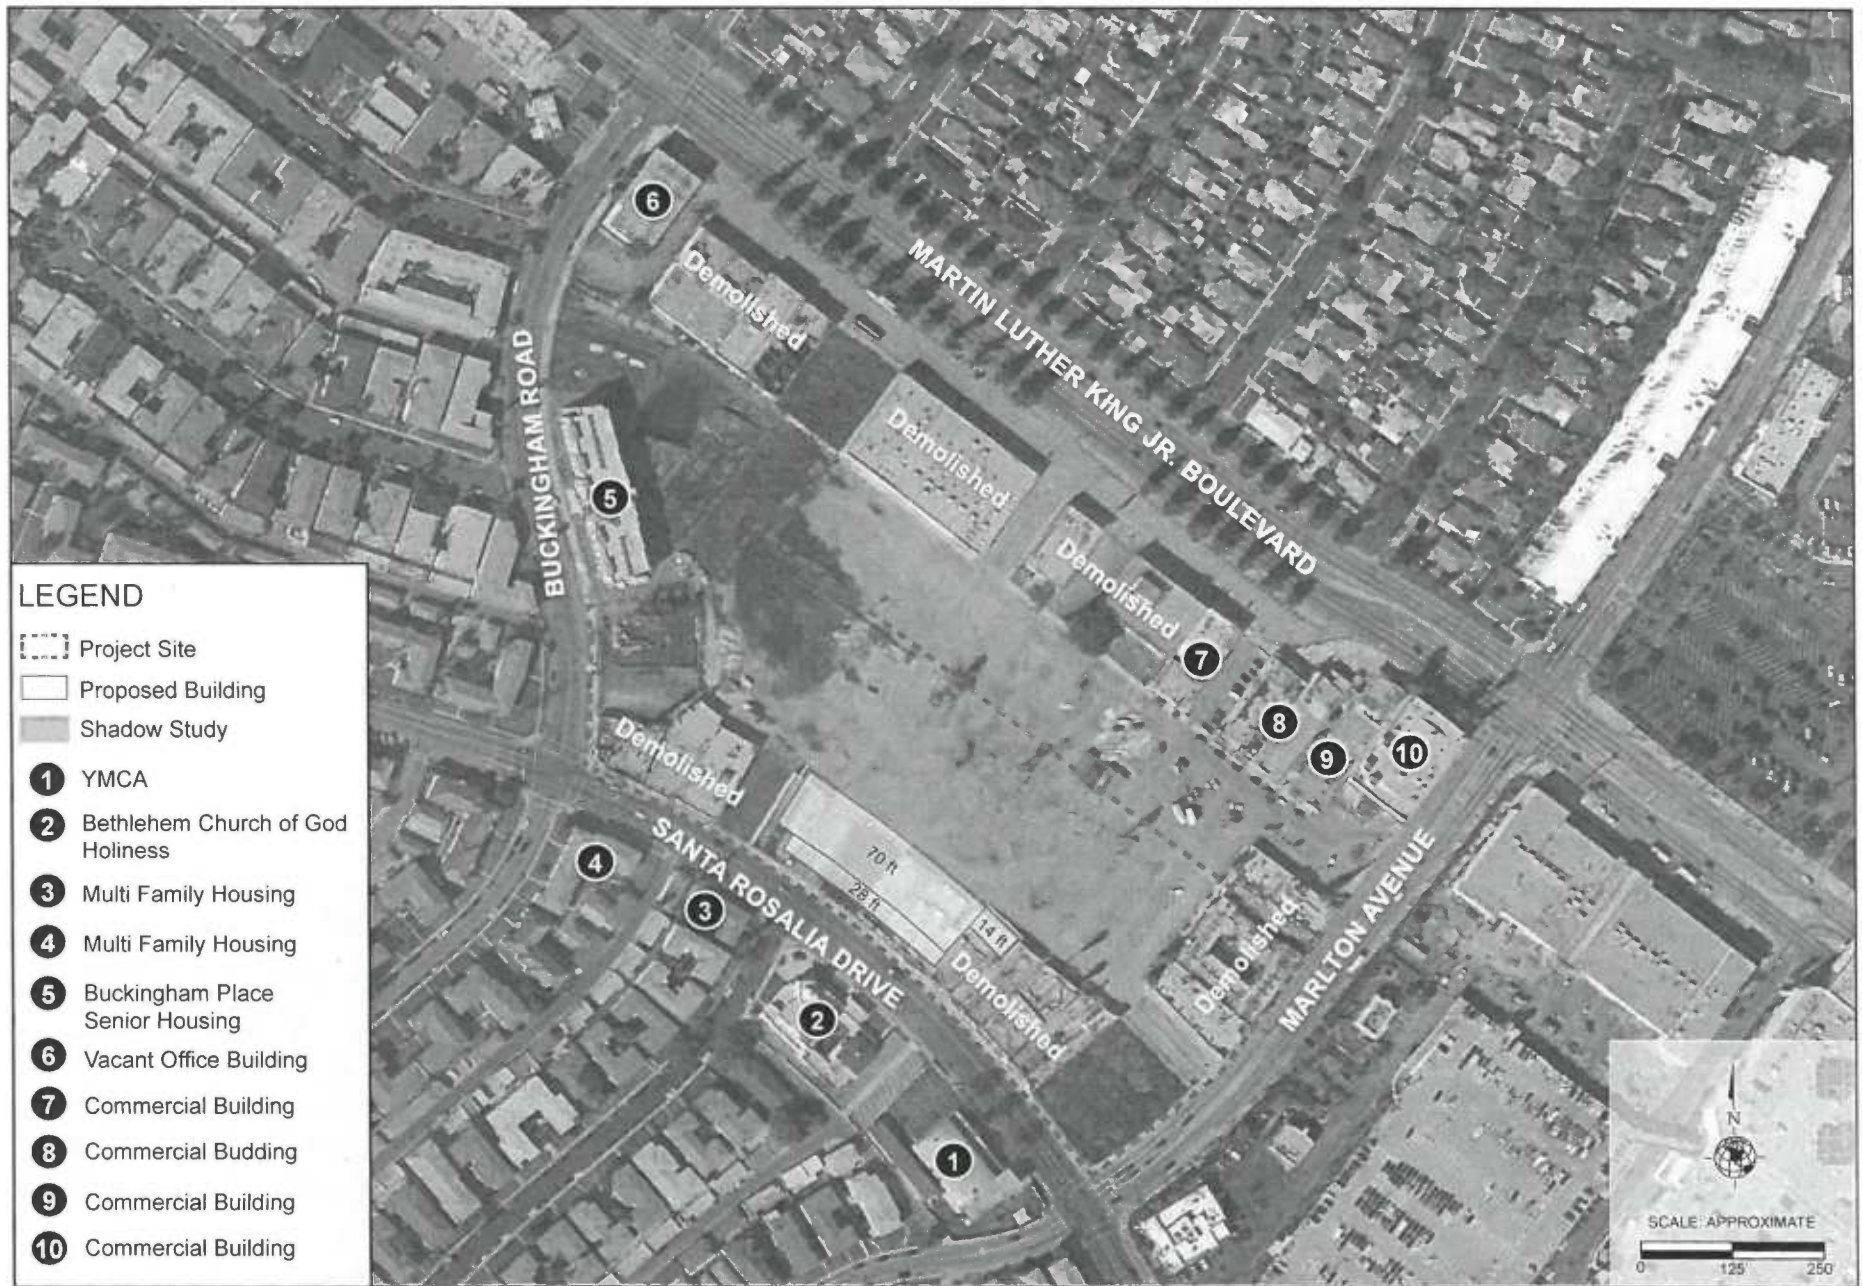 6
Demolished
MARTIN LUTHER KING JR. BOULEVARD
BUCKINGHAM ROAD
Demolished
5
Demolished
7
8
9
10
Demolished
70 ft
28 ft
14 ft
SANTA ROSALIA DRIVE
4
3
2
1
Demolished
Demolished
MARLTON AVENUE
LEGEND
Project Site
Proposed Building
Shadow Study
1 YMCA
2 Bethlehem Church of God
Holiness
3 Multi Family Housing
4 Multi Family Housing
5 Buckingham Place
Senior Housing
6 Vacant Office Building
7 Commercial Building
8 Commercial Budding
9 Commercial Building
10 Commercial Building
N
SCALE APPROXIMATE
0 125 250